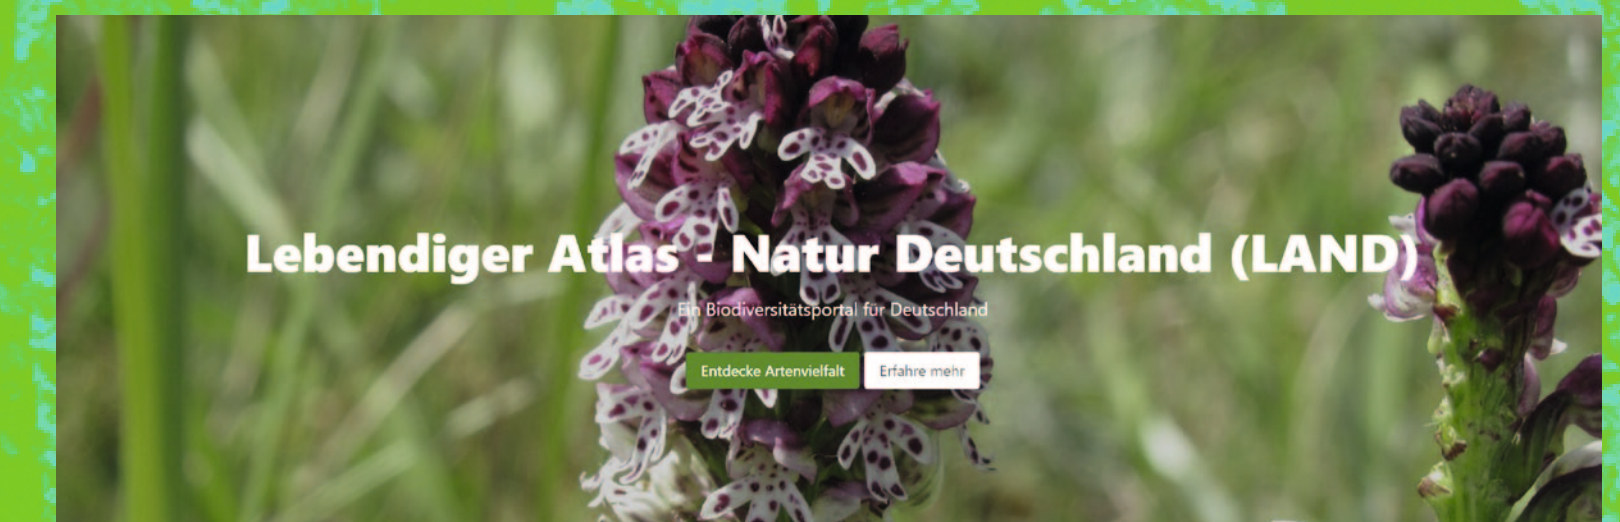 Lebendiger Atlas - Natur Deutschland (LAND)
Ein Biodiversitätsportal für Deutschland
Entdecke Artenvielfalt
Erfahre mehr